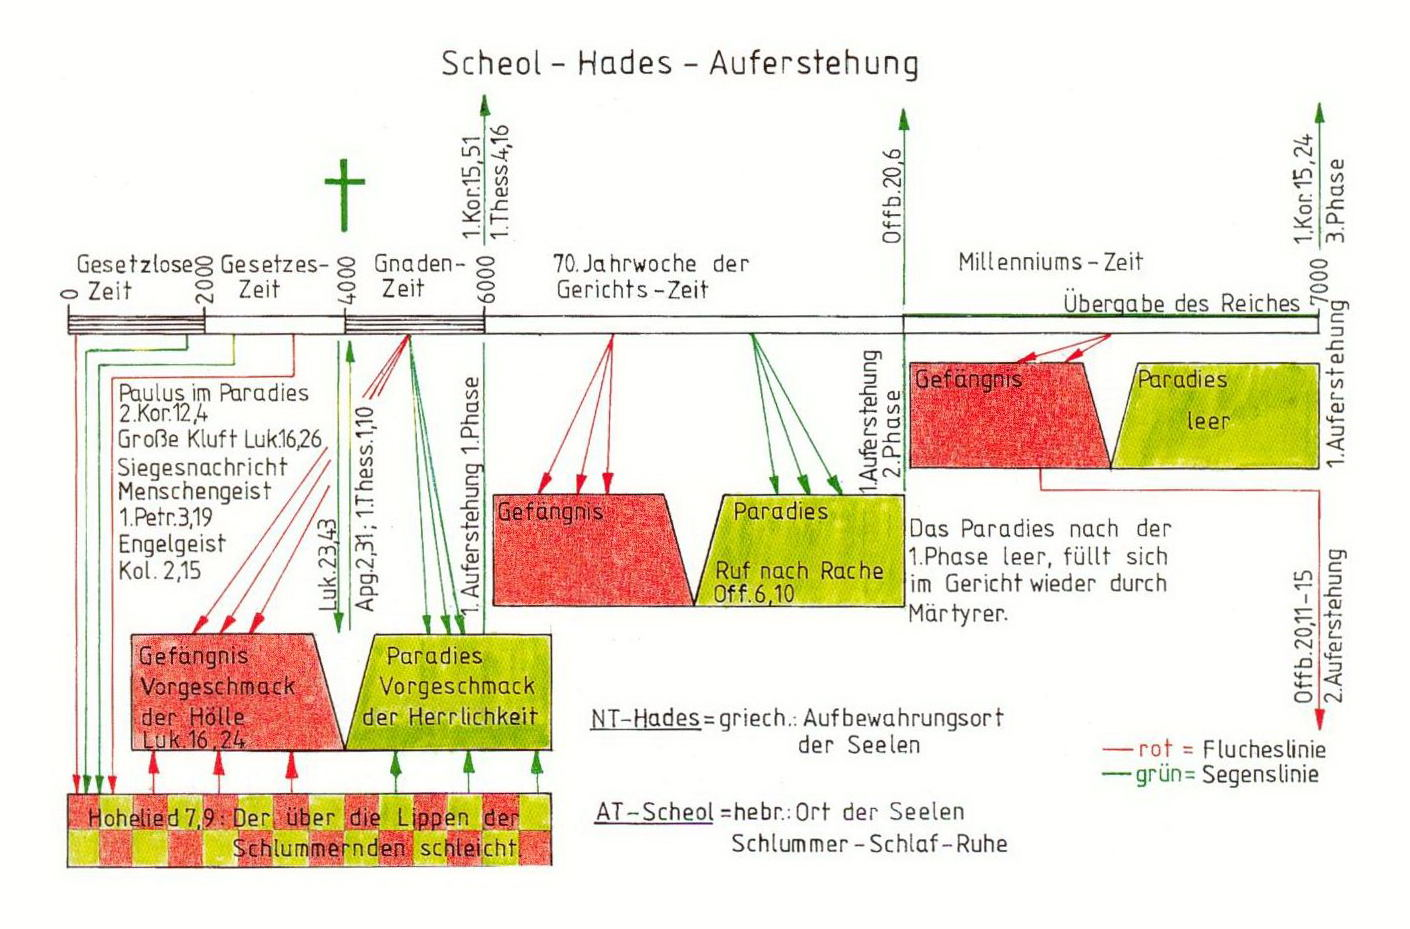 Scheol - Hades - Auferstehung
1.Kor.15,51
1.Thess.4,16
Offb.20,6
1.Kor.15,24
3.Phase
Gesetzlose
Zeit
Gesetzes-
Zeit
Gnaden-
Zeit
70.Jahrwoche der
Gerichts-Zeit
Millenniums-Zeit
Übergabe des Reiches
0
2000
4000
6000
7000
Paulus im Paradies
2.Kor.12,4
Große Kluft Luk.16,26
Siegesnachricht
Menschengeist
1.Petr.3,19
Engelgeist
Kol. 2,15
Luk.23,43
Apg.2,31; 1.Thess.1,10
1.Auferstehung 1.Phase
1.Auferstehung
2.Phase
1.Auferstehung
Gefängnis
Paradies
leer
Gefängnis
Paradies
Ruf nach Rache
Off.6,10
Das Paradies nach der
1.Phase leer, füllt sich
im Gericht wieder durch
Märtyrer.
Offb.20,11-15
2.Auferstehung
Gefängnis
Vorgeschmack
der Hölle
Luk.16,24
Paradies
Vorgeschmack
der Herrlichkeit
NT-Hades=griech.: Aufbewahrungsort
der Seelen
rot = Flucheslinie
grün= Segenslinie
Hohelied 7,9: Der über die Lippen der
Schlummernden schleicht.
AT-Scheol=hebr.: Ort der Seelen
Schlummer-Schlaf-Ruhe